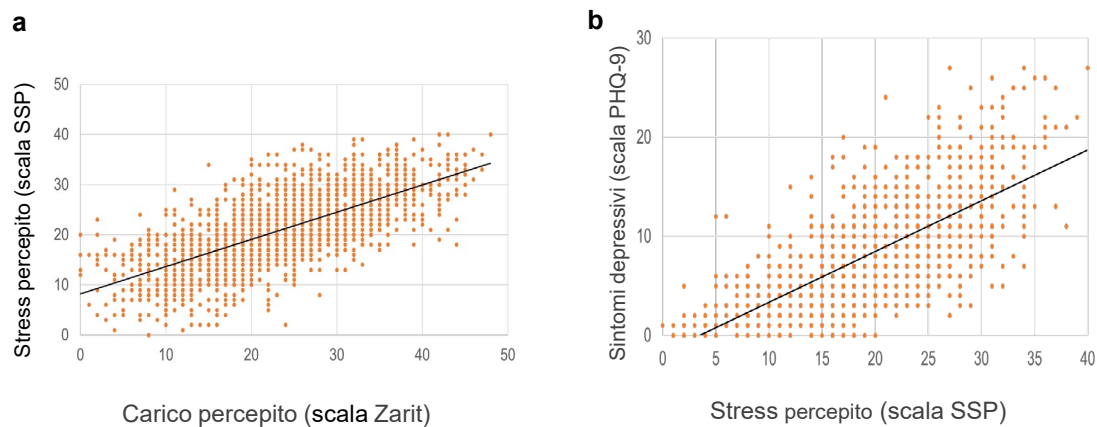 a
Stress percepito (scala SSP)
50
40
30
20
10
0
0 10 20 30 40 50
Carico percepito (scala Zarit)
b
Sintomi depressivi (scala PHQ-9)
30
20
10
0
0 5 10 15 20 25 30 35 40
Stress percepito (scala SSP)